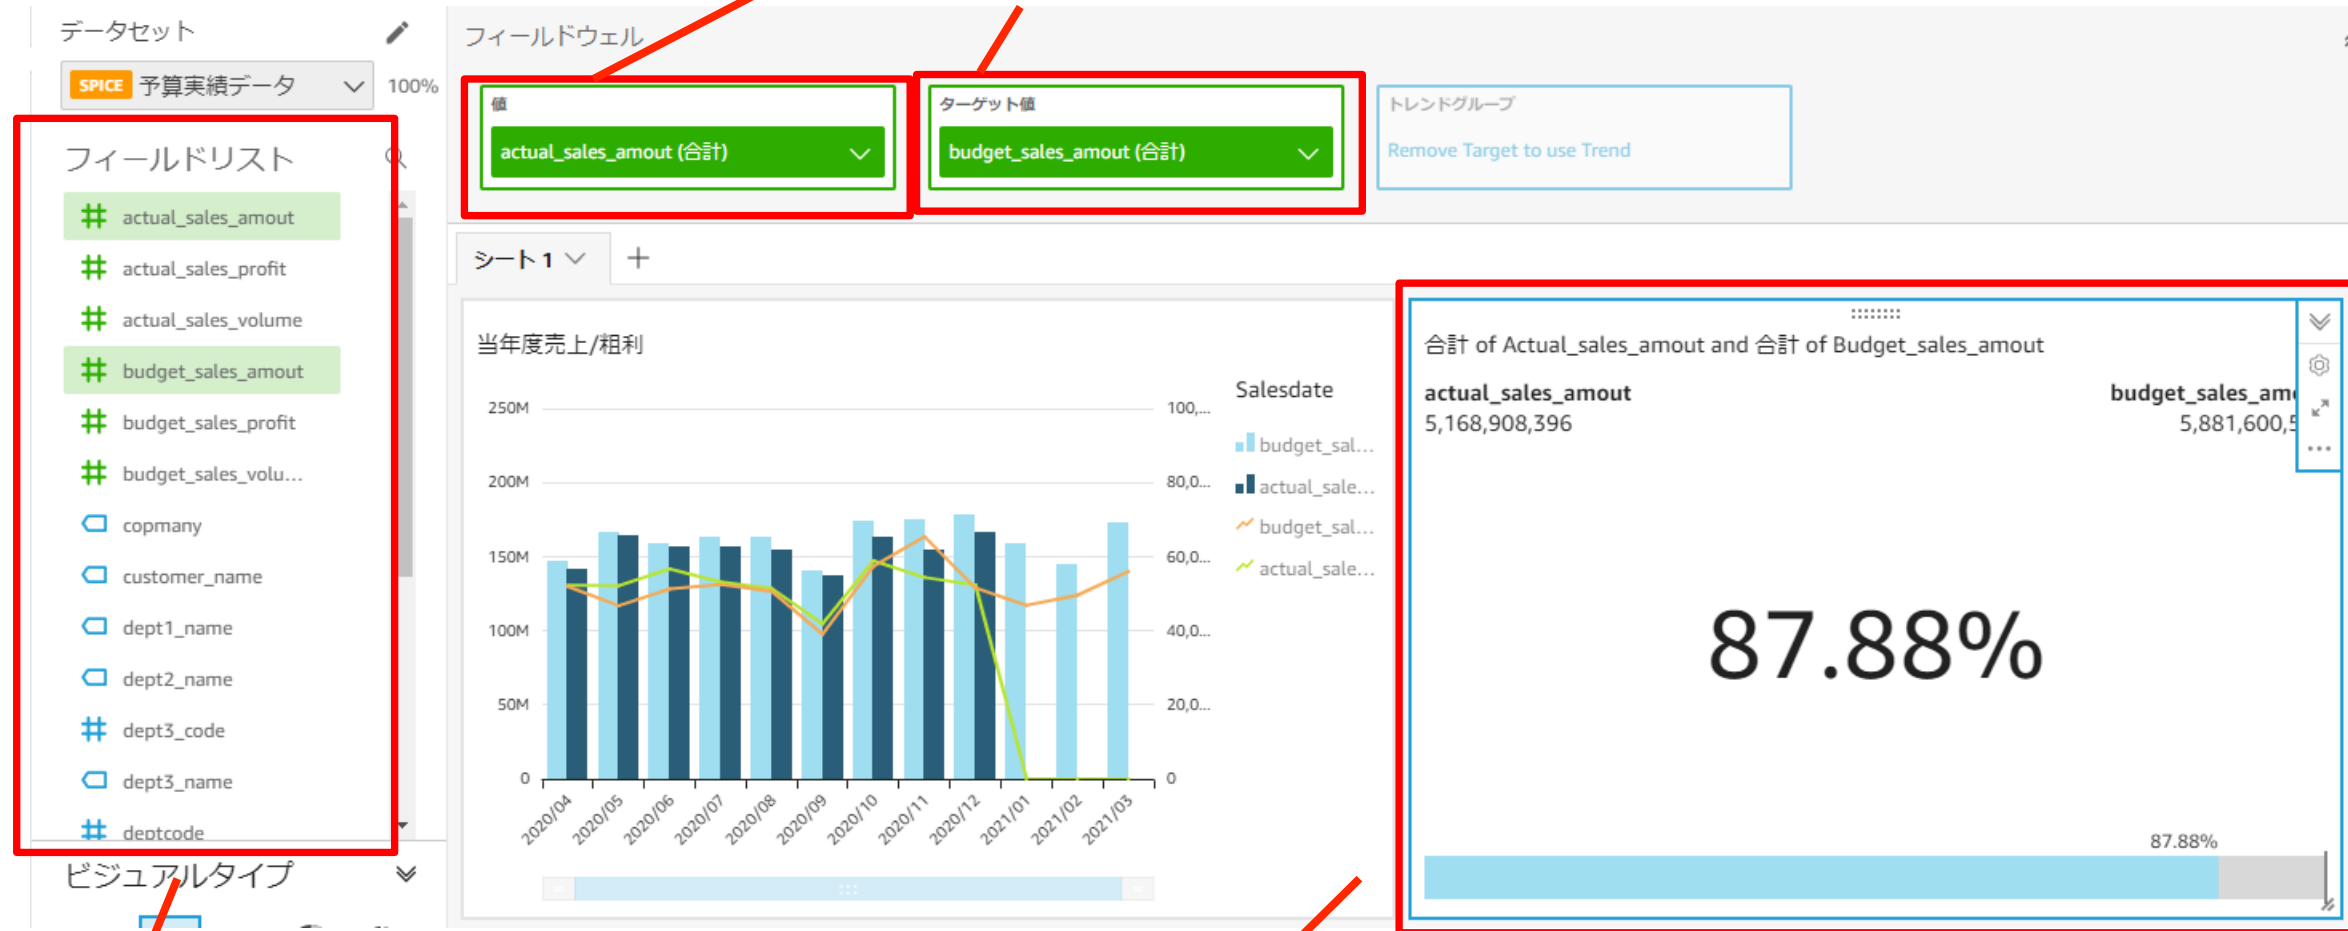 データセット
SPICE 予算実績データ 100%
フィールドリスト
actual_sales_amout
actual_sales_profit
actual_sales_volume
budget_sales_amout
budget_sales_profit
budget_sales_volu...
copmany
customer_name
dept1_name
dept2_name
dept3_code
dept3_name
deptcode
ビジュアルタイプ
フィールドウェル
値
actual_sales_amout (合計)
ターゲット値
budget_sales_amout (合計)
トレンドグループ
Remove Target to use Trend
シート 1
当年度売上/粗利
250M
200M
150M
100M
50M
0
100,...
80,0...
60,0...
40,0...
20,0...
0
2020/04
2020/05
2020/06
2020/07
2020/08
2020/09
2020/10
2020/11
2020/12
2021/01
2021/02
2021/03
Salesdate
budget_sal...
actual_sale...
budget_sal...
actual_sale...
合計 of Actual_sales_amout and 合計 of Budget_sales_amout
actual_sales_amout
5,168,908,396
budget_sales_am
5,881,600,5
87.88%
87.88%